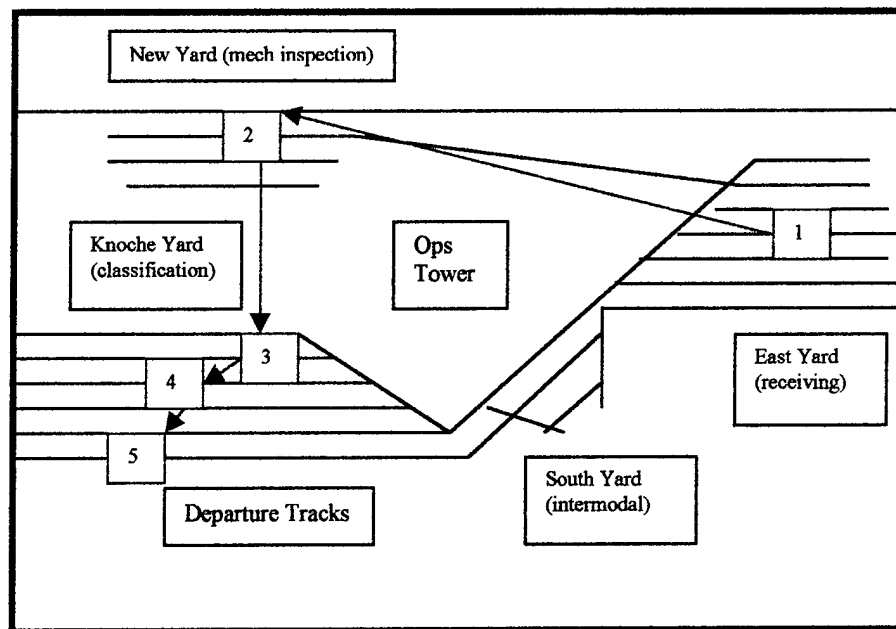 New Yard (mech inspection)
2
1
Knoche Yard
(classification)
Ops
Tower
3
4
East Yard
(receiving)
5
South Yard
(intermodal)
Departure Tracks